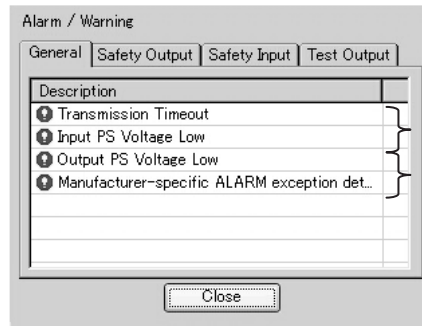 Alarm / Warning
General Safety Output Safety Input Test Output
Description
Transmission Timeout
Input PS Voltage Low
Output PS Voltage Low
Manufacturer-specific ALARM exception det...
Close